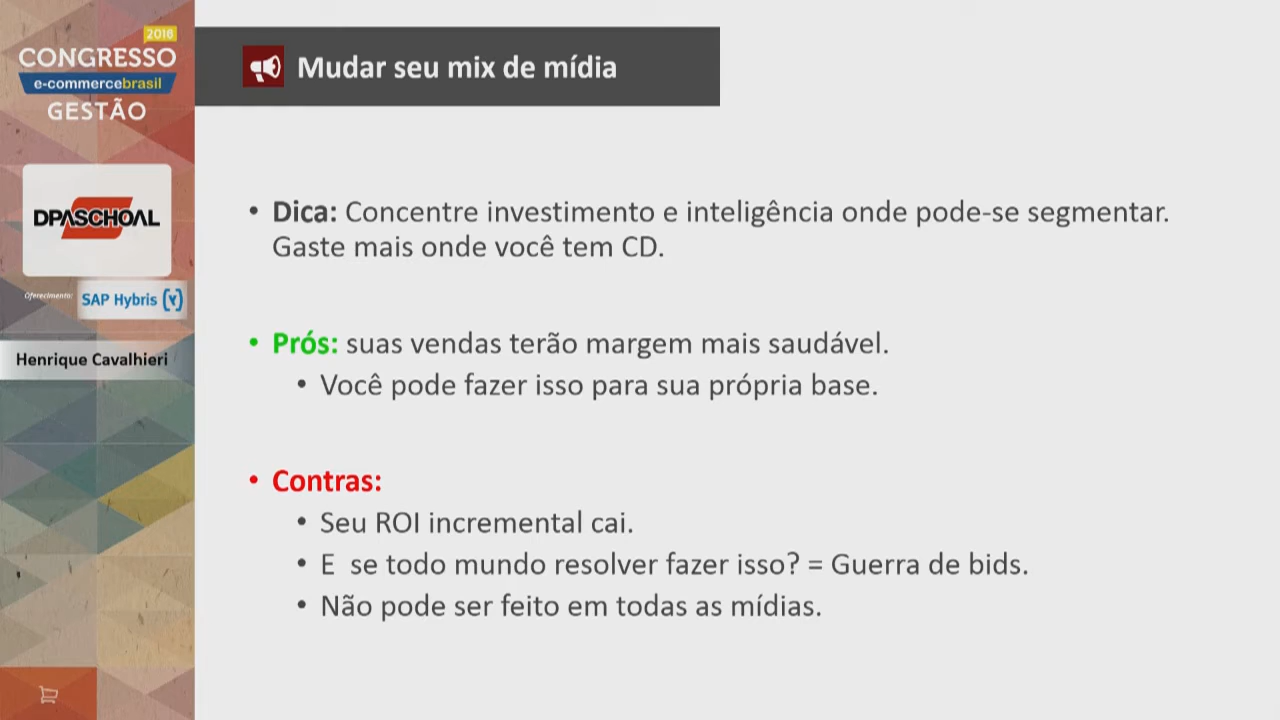 2016
CONGRESSO
e-commercebrasil
GESTÃO
DPASCHOAL
Oferecimento:
SAP Hybris (Y)
Henrique Cavalhieri
Mudar seu mix de mídia
• Dica: Concentre investimento e inteligência onde pode-se segmentar.
Gaste mais onde você tem CD.
• Prós: suas vendas terão margem mais saudável.
• Você pode fazer isso para sua própria base.
• Contras:
• Seu ROI incremental cai.
• E se todo mundo resolver fazer isso? = Guerra de bids.
• Não pode ser feito em todas as mídias.